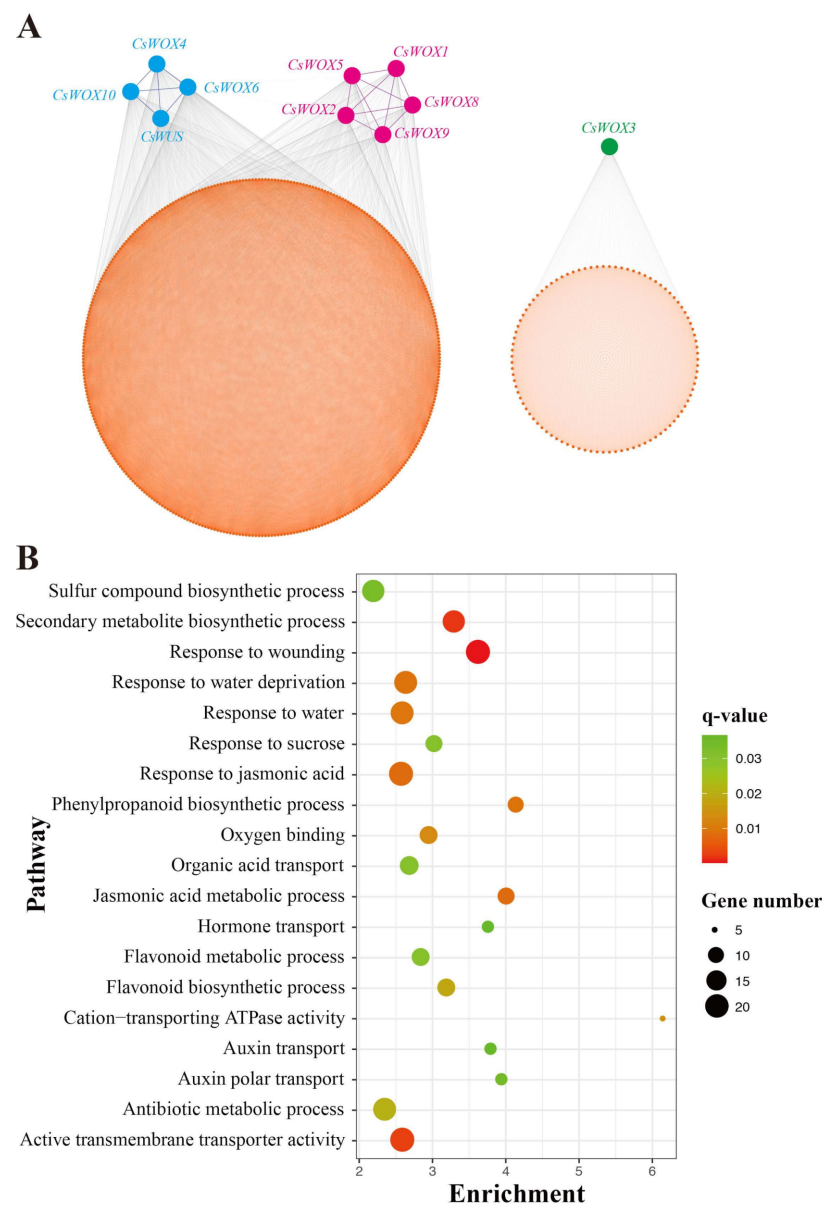 A
CsWOX4
CsWOX10
CsWOX6
CsWUS
CsWOX1
CsWOX5
CsWOX8
CsWOX2
CsWOX9
CsWOX3
B
Sulfur compound biosynthetic process
Secondary metabolite biosynthetic process
Response to wounding
Response to water deprivation
Response to water
Response to sucrose
Response to jasmonic acid
Phenylpropanoid biosynthetic process
Oxygen binding
Organic acid transport
Jasmonic acid metabolic process
Hormone transport
Flavonoid metabolic process
Flavonoid biosynthetic process
Cation−transporting ATPase activity
Auxin transport
Auxin polar transport
Antibiotic metabolic process
Active transmembrane transporter activity
Pathway
2 3 4 5 6
Enrichment
q-value
0.03
0.01
Gene number
5
10
15
20